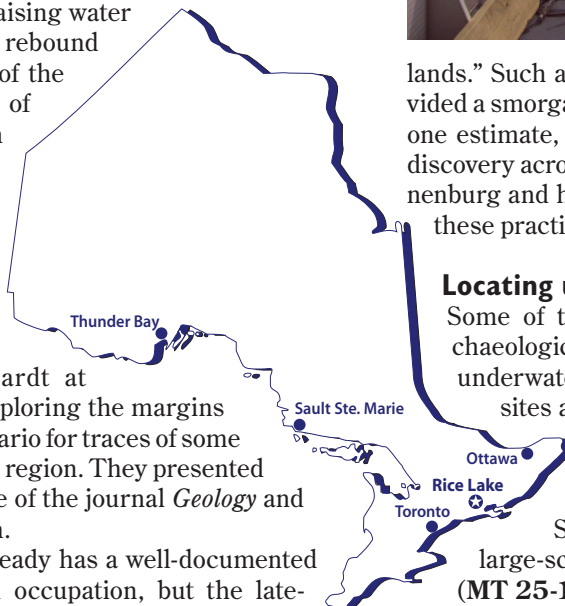 aising water
rebound
of the
of
ardt at
ploring the margins
ario for traces of some
region. They presented
e of the journal Geology and
n.
eady has a well-documented
occupation, but the late-
Thunder Bay
Sault Ste. Marie
Ottawa
Rice Lake
Toronto
lands.” Such a
vided a smorga
one estimate,
discovery acro
nenburg and h
these practi
Locating u
Some of t
chaeologic
underwate
sites a
S
large-sc
(MT 25-1